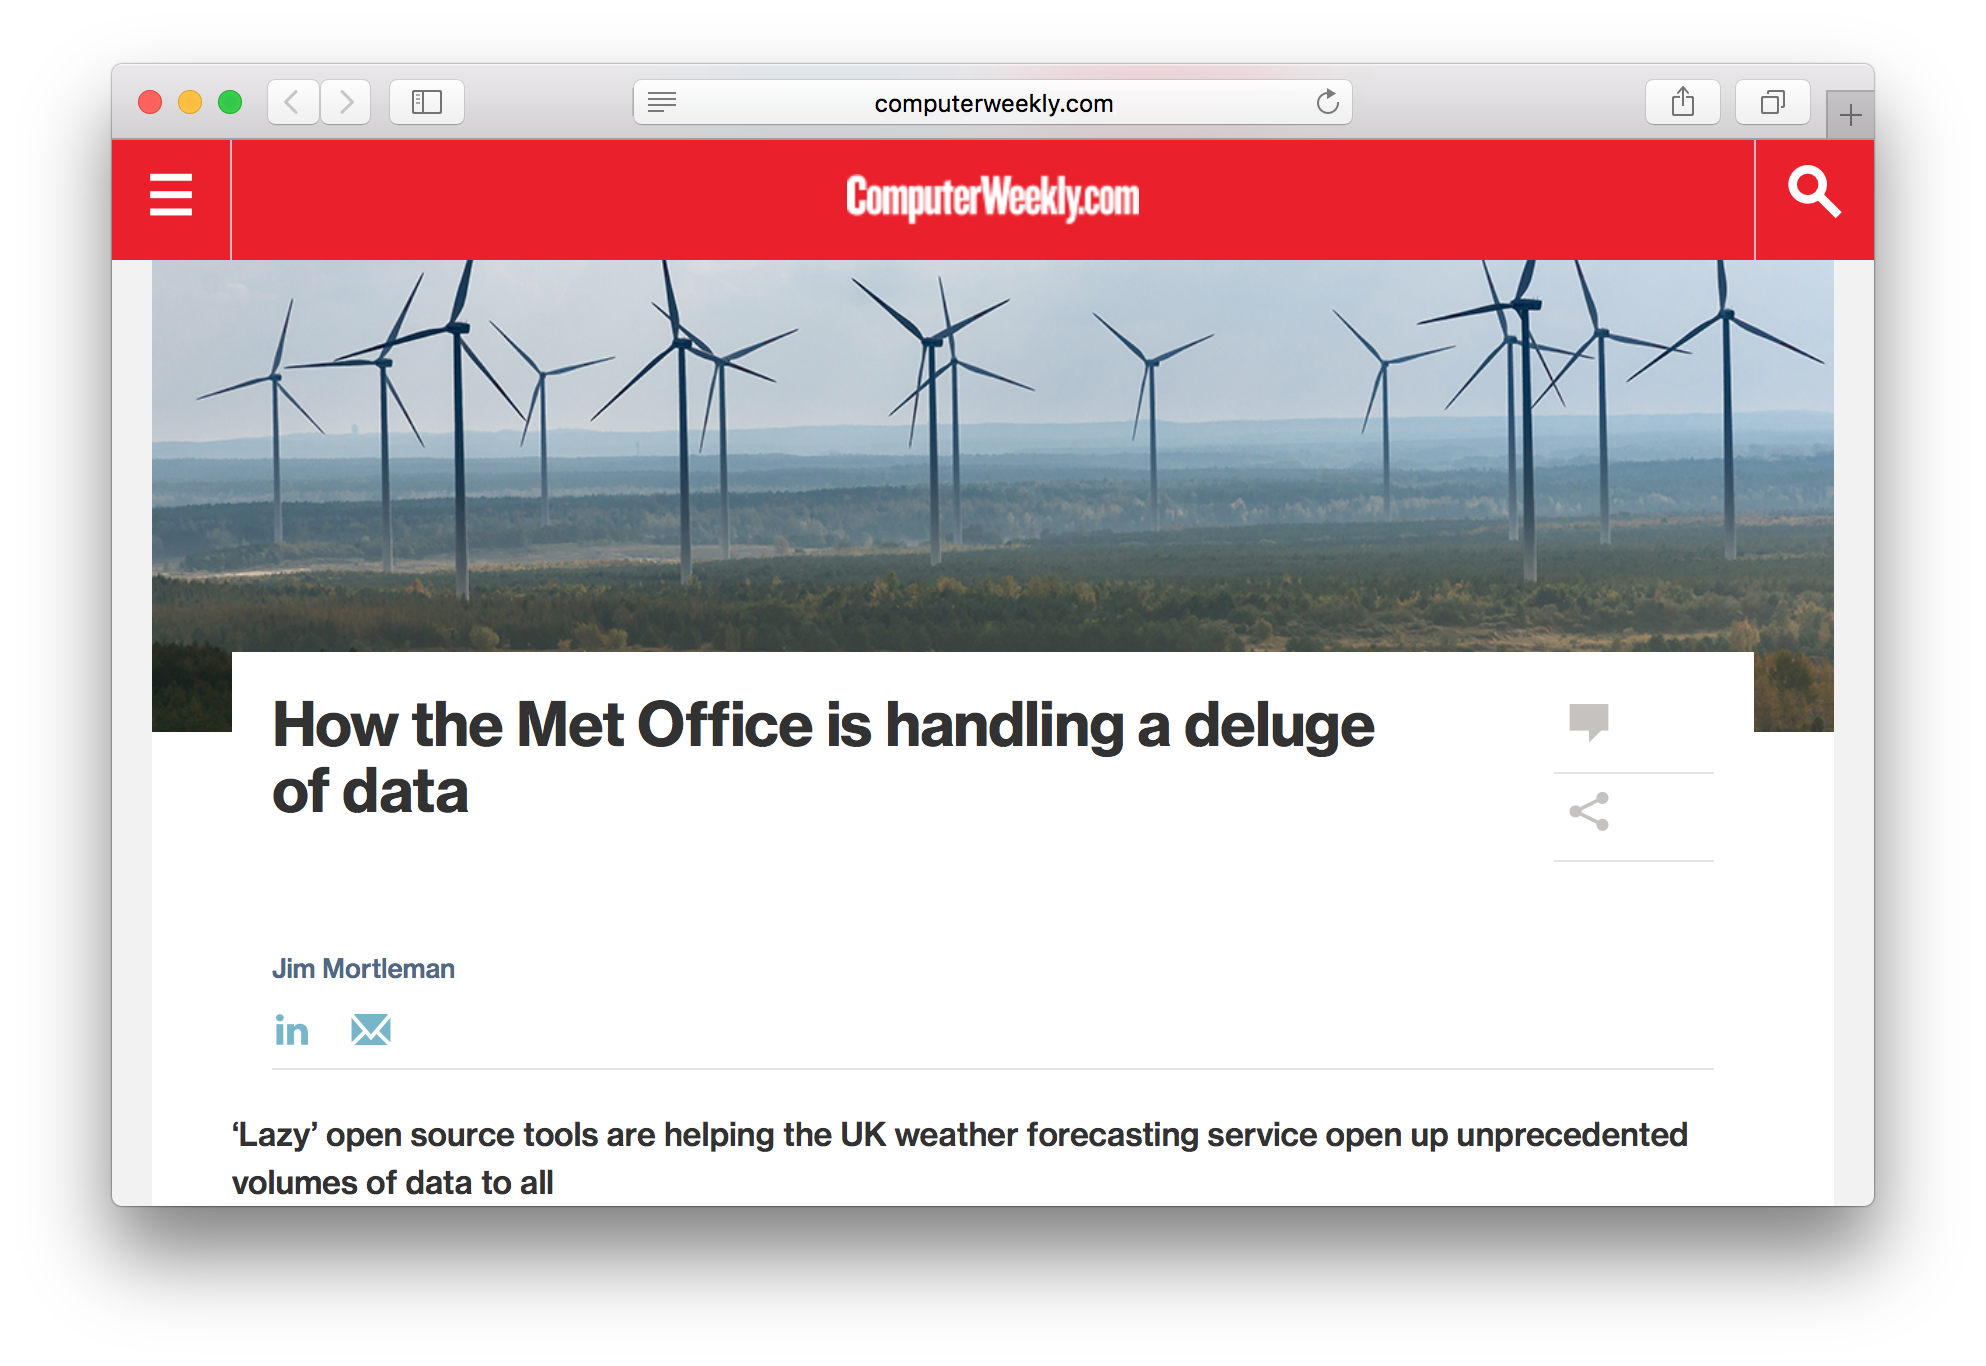 computerweekly.com
ComputerWeekly.com
How the Met Office is handling a deluge
of data
Jim Mortleman
in
‘Lazy’ open source tools are helping the UK weather forecasting service open up unprecedented
volumes of data to all